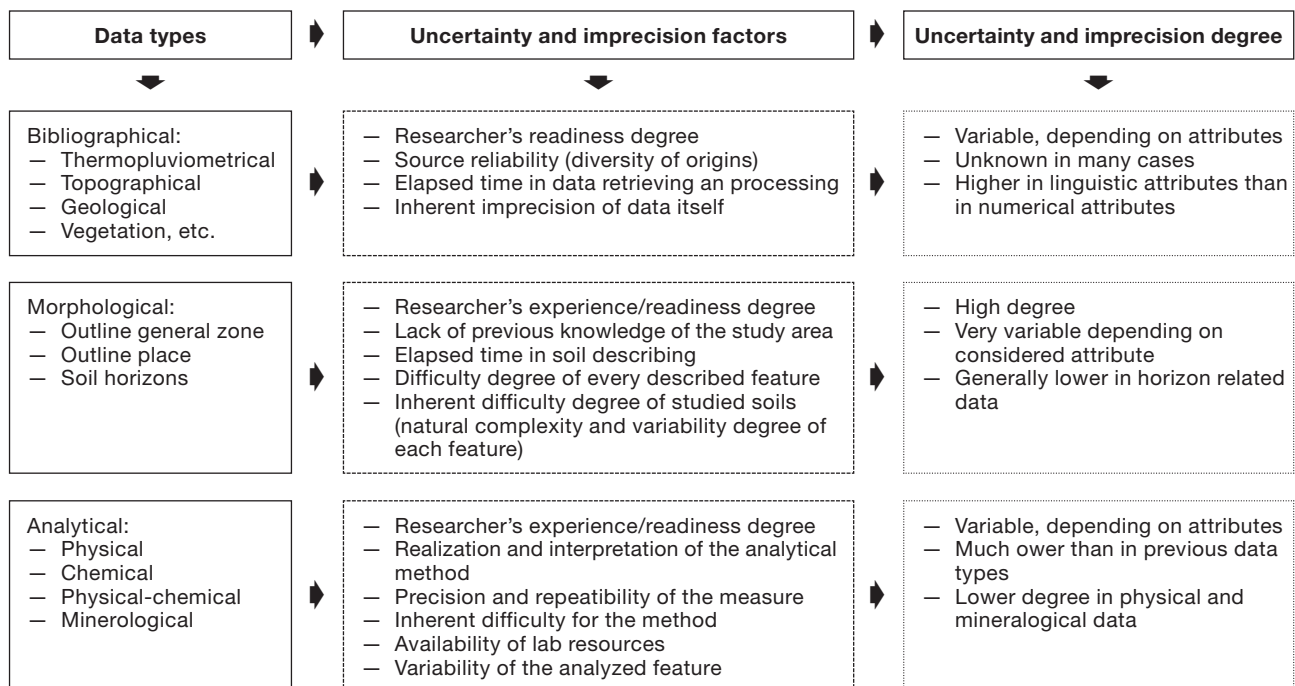 Data types
Uncertainty and imprecision factors
Uncertainty and imprecision degree
Bibliographical:
— Thermopluviometrical
— Topographical
— Geological
— Vegetation, etc.
— Researcher's readiness degree
— Source reliability (diversity of origins)
— Elapsed time in data retrieving an processing
— Inherent imprecision of data itself
— Variable, depending on attributes
— Unknown in many cases
— Higher in linguistic attributes than
in numerical attributes
Morphological:
— Outline general zone
— Outline place
— Soil horizons
— Researcher's experience/readiness degree
— Lack of previous knowledge of the study area
— Elapsed time in soil describing
— Difficulty degree of every described feature
— Inherent difficulty degree of studied soils
(natural complexity and variability degree of
each feature)
— High degree
— Very variable depending on
considered attribute
— Generally lower in horizon related
data
Analytical:
— Physical
— Chemical
— Physical-chemical
— Minerological
— Researcher's experience/readiness degree
— Realization and interpretation of the analytical
method
— Precision and repeatibility of the measure
— Inherent difficulty for the method
— Availability of lab resources
— Variability of the analyzed feature
— Variable, depending on attributes
— Much ower than in previous data
types
— Lower degree in physical and
mineralogical data